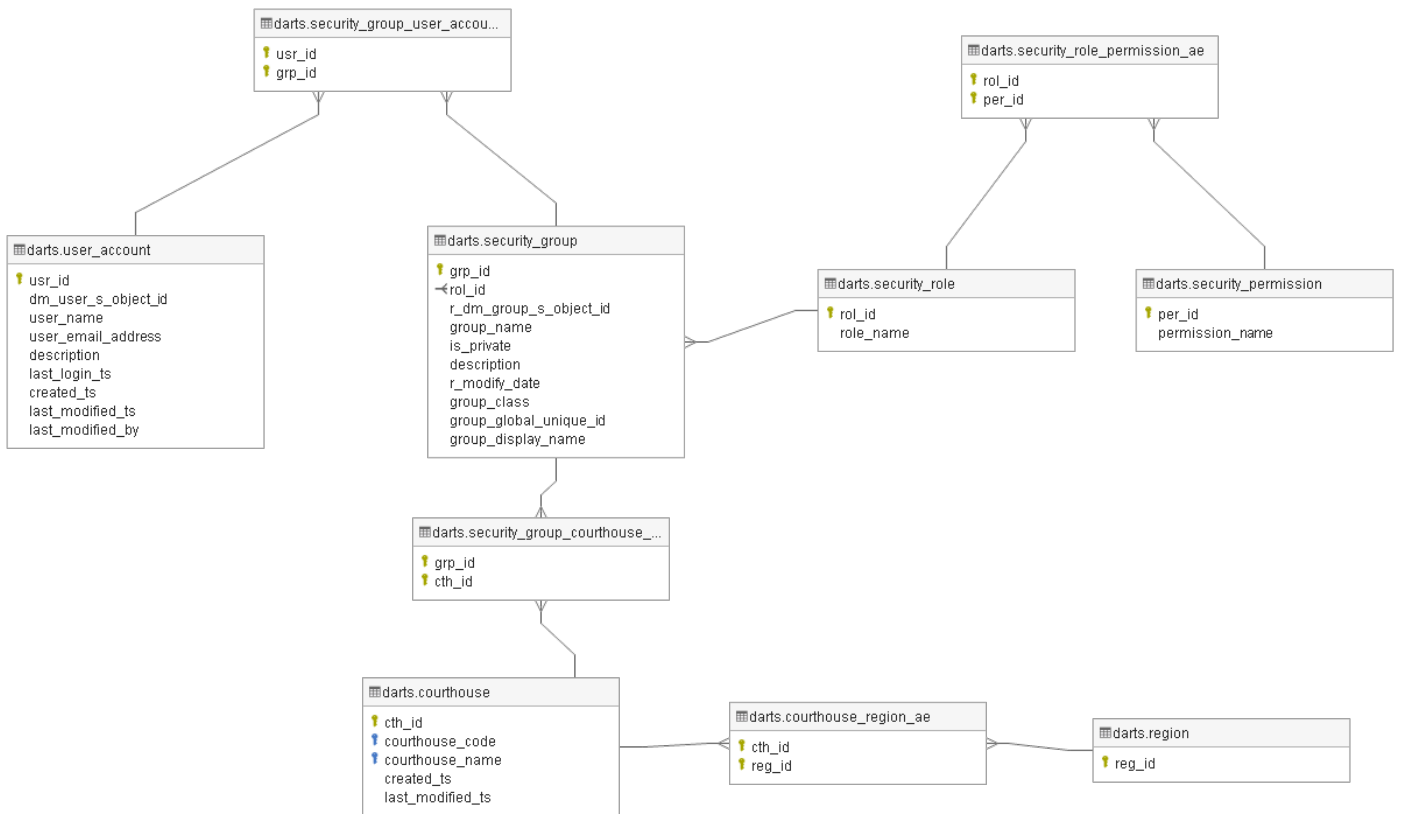 darts.security_group_user_accou...
usr_id
grp_id
darts.security_role_permission_ae
rol_id
per_id
darts.user_account
usr_id
dm_user_s_object_id
user_name
user_email_address
description
last_login_ts
created_ts
last_modified_ts
last_modified_by
darts.security_group
grp_id
rol_id
r_dm_group_s_object_id
group_name
is_private
description
r_modify_date
group_class
group_global_unique_id
group_display_name
darts.security_role
rol_id
role_name
darts.security_permission
per_id
permission_name
darts.security_group_courthouse_...
grp_id
cth_id
darts.courthouse
cth_id
courthouse_code
courthouse_name
created_ts
last_modified_ts
darts.courthouse_region_ae
cth_id
reg_id
darts.region
reg_id